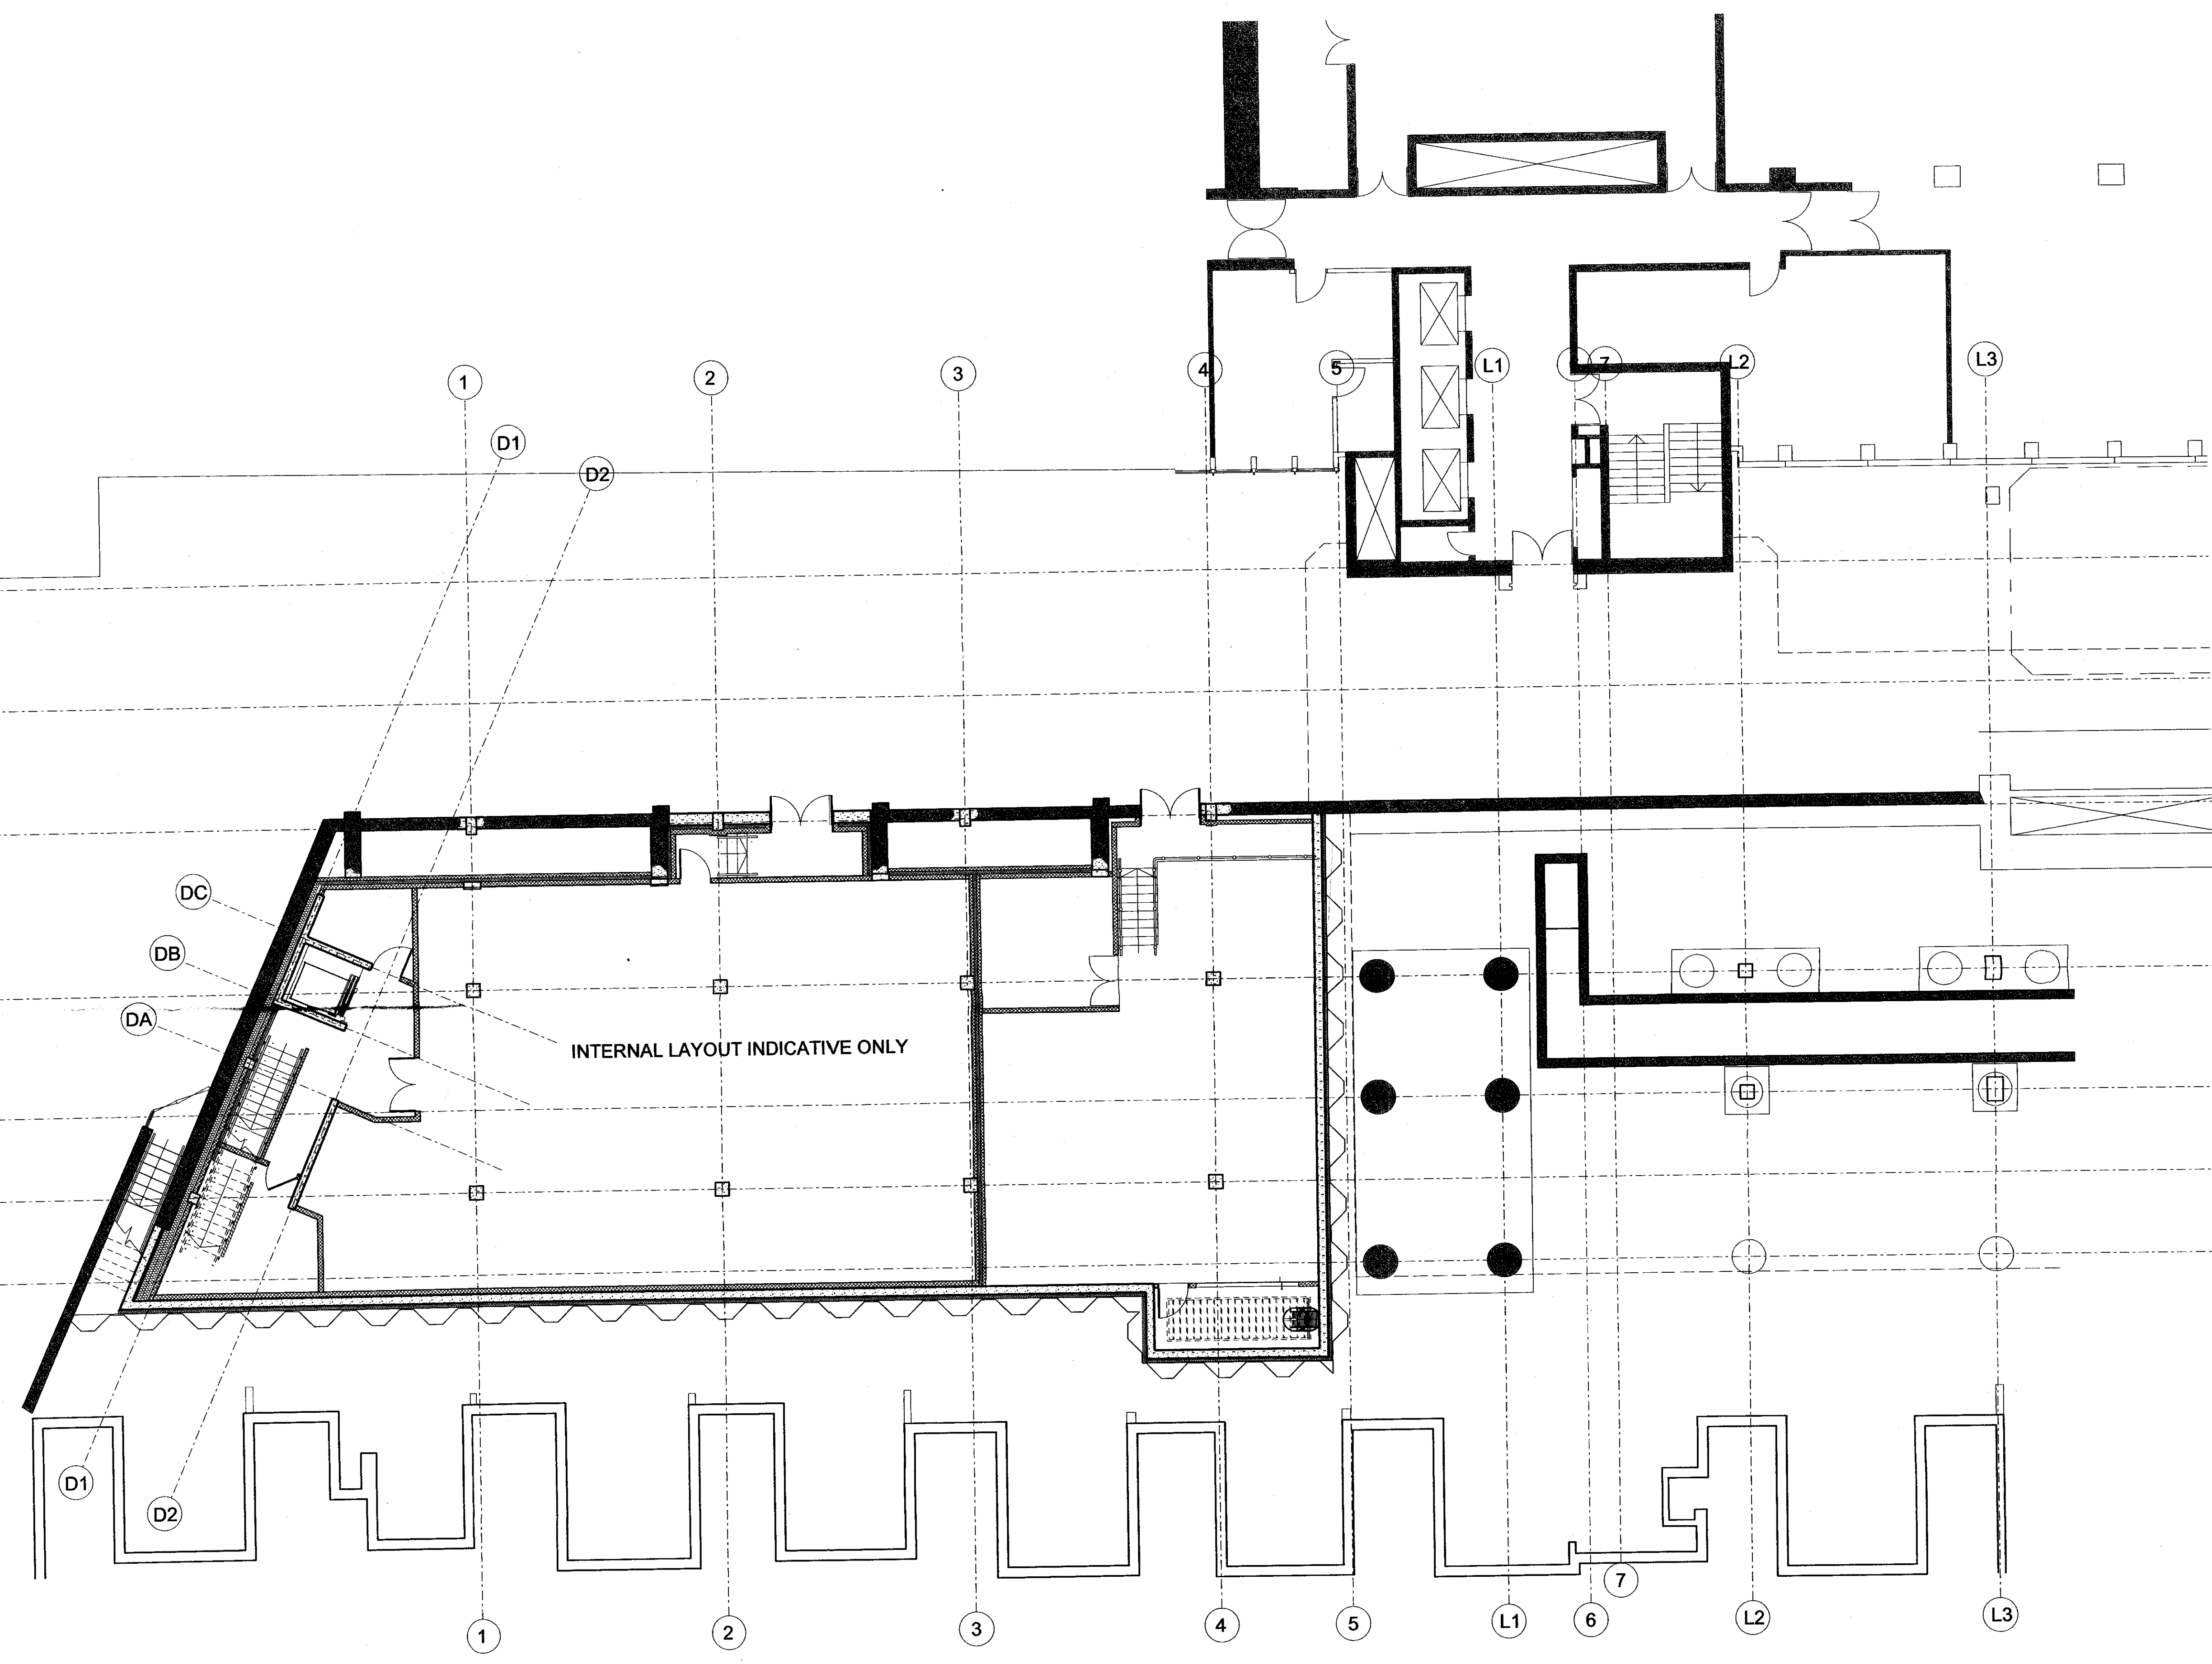 1
2
3
4
5
L1
7
L2
L3
D1
D2
DC
DB
DA
INTERNAL LAYOUT INDICATIVE ONLY
D1
D2
7
1
2
3
4
5
L1
6
L2
L3